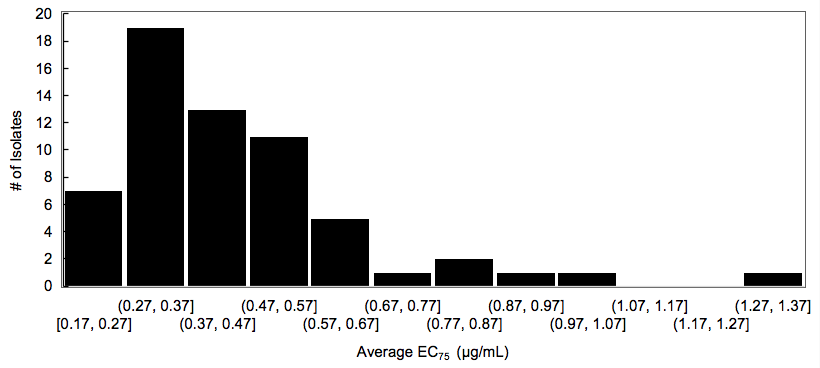 20
18
16
14
12
10
8
6
4
2
0
# of Isolates
(0.27, 0.37] (0.47, 0.57] (0.67, 0.77] (0.87, 0.97] (1.07, 1.17] (1.27, 1.37]
[0.17, 0.27] (0.37, 0.47] (0.57, 0.67] (0.77, 0.87] (0.97, 1.07] (1.17, 1.27]
Average EC₇₅ (µg/mL)